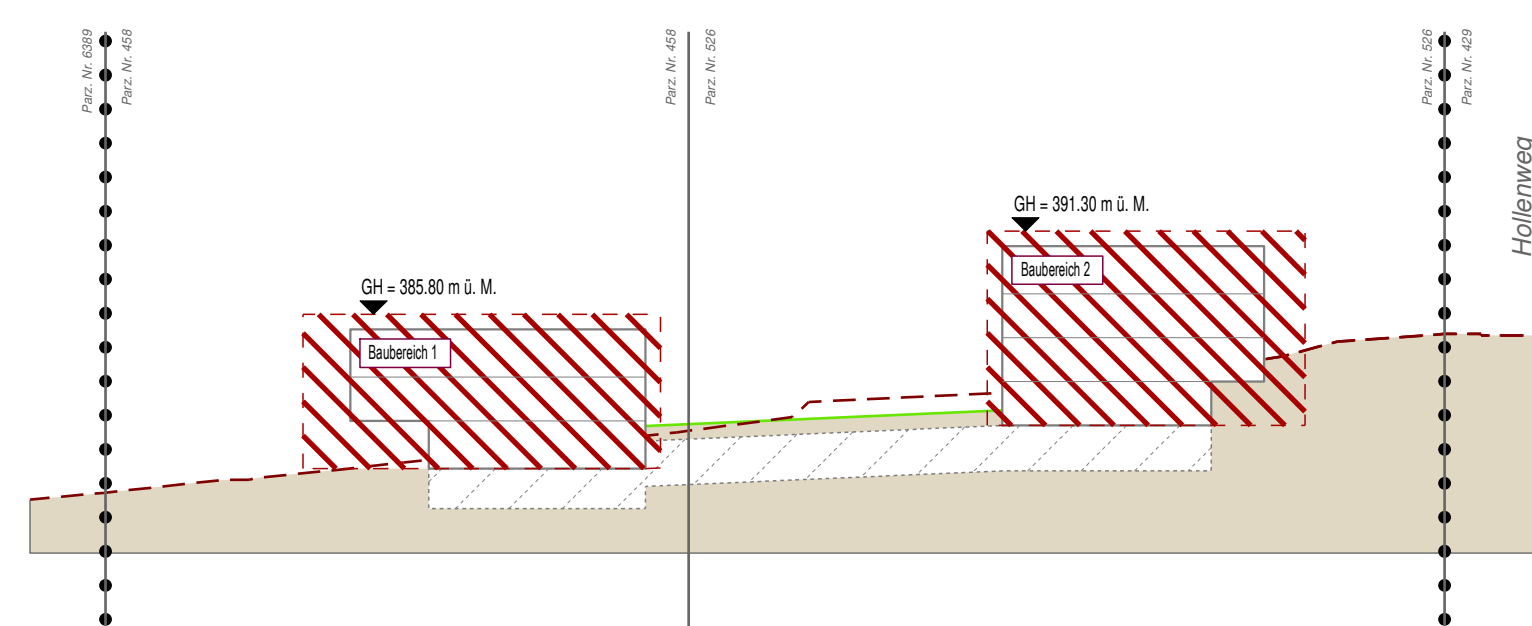 Parz. Nr. 6389
Parz. Nr. 458
Parz. Nr. 458
Parz. Nr. 526
Parz. Nr. 526
Parz. Nr. 429
Hollenweg
GH = 391.30 m ü. M.
Baubereich 2
GH = 385.80 m ü. M.
Baubereich 1